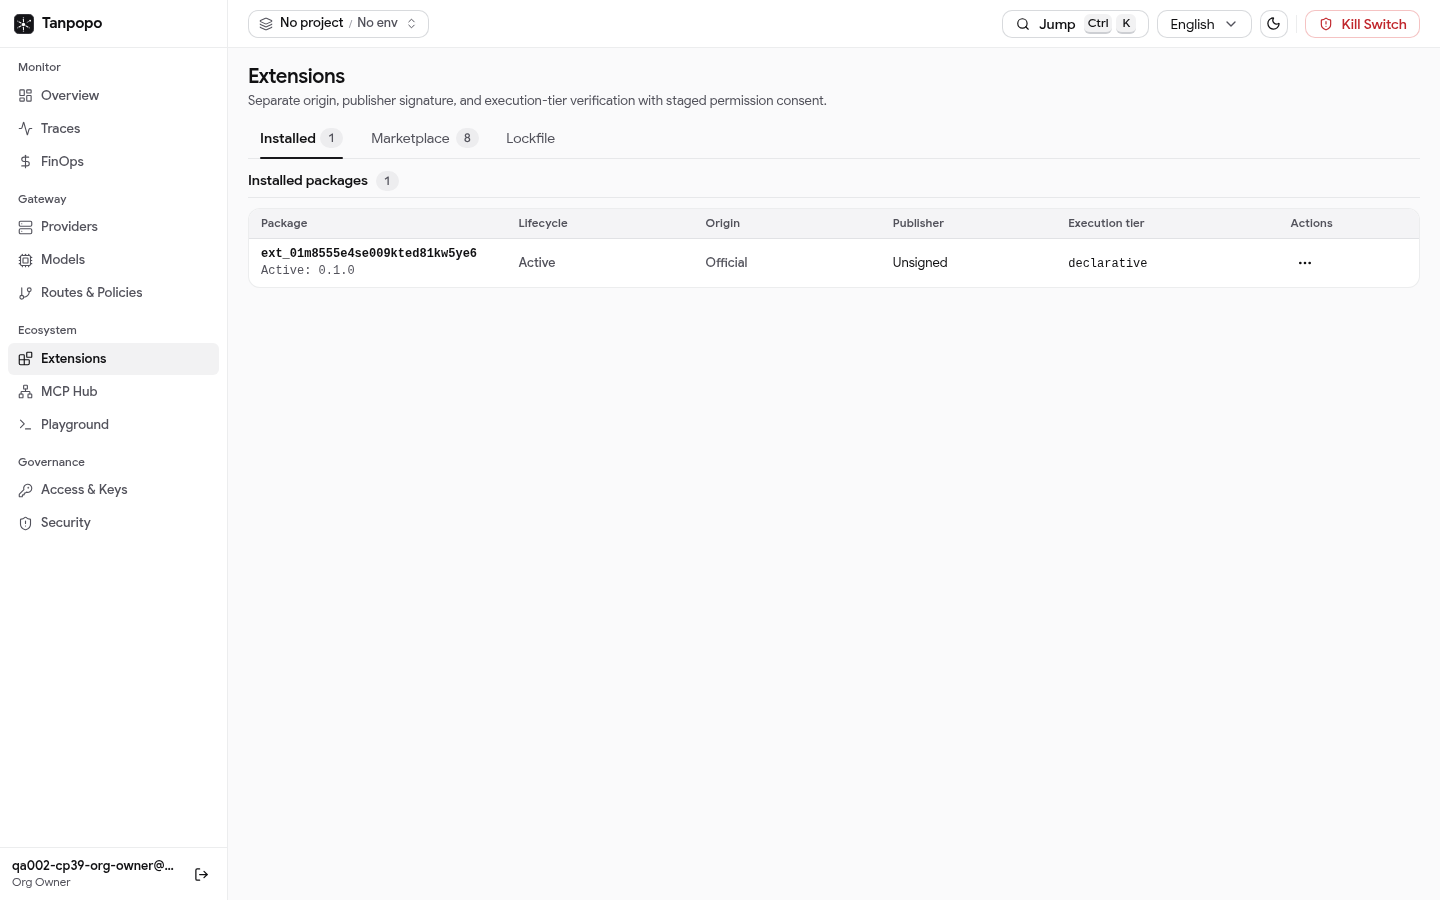 Tanpopo
No project / No env
Jump Ctrl K
English
Kill Switch
Monitor
Overview
Traces
FinOps
Gateway
Providers
Models
Routes & Policies
Ecosystem
Extensions
MCP Hub
Playground
Governance
Access & Keys
Security
qa002-cp39-org-owner@...
Org Owner
Extensions
Separate origin, publisher signature, and execution-tier verification with staged permission consent.
Installed 1 Marketplace 8 Lockfile
Installed packages 1
Package Lifecycle Origin Publisher Execution tier Actions
ext_01m8555e4se009kted81kw5ye6
Active: 0.1.0
Active Official Unsigned declarative